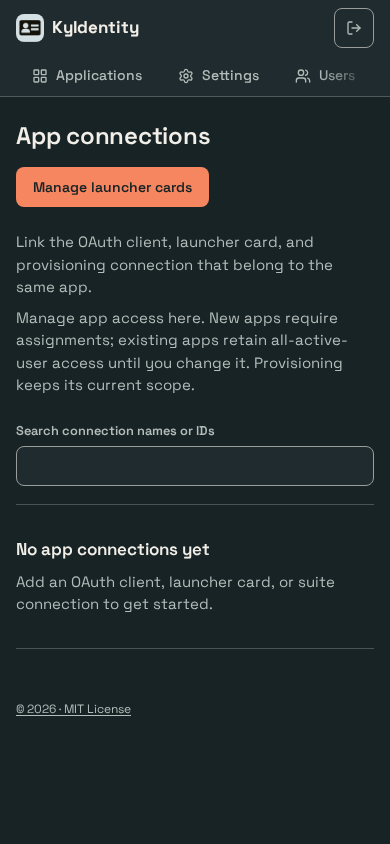 KyIdentity
Applications
Settings
Users
App connections
Manage launcher cards
Link the OAuth client, launcher card, and
provisioning connection that belong to the
same app.
Manage app access here. New apps require
assignments; existing apps retain all-active-
user access until you change it. Provisioning
keeps its current scope.
Search connection names or IDs
No app connections yet
Add an OAuth client, launcher card, or suite
connection to get started.
© 2026 · MIT License